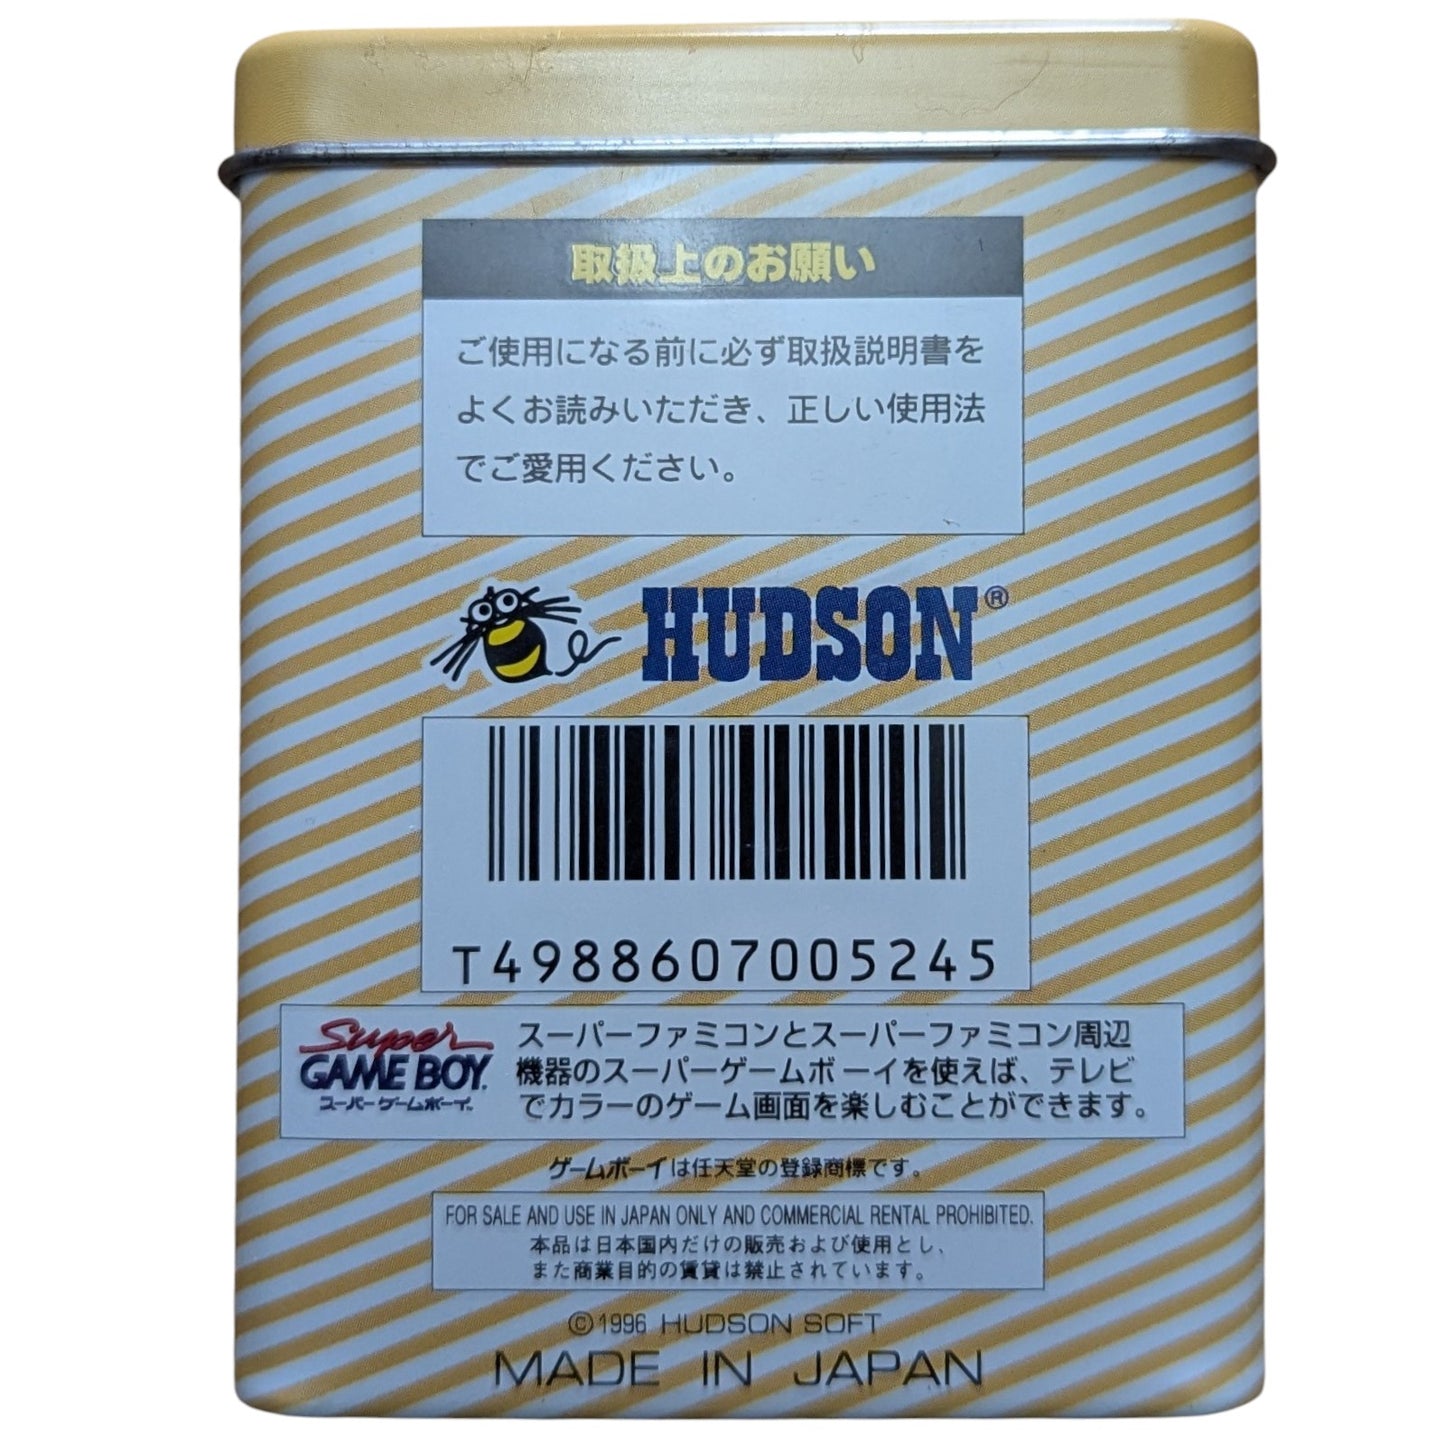 取扱上のお願い
ご使用になる前に必ず取扱説明書を
よくお読みいただき、正しい使用法
でご愛用ください。
HUDSON®
T4988607005245
Super
GAME BOY™
スーパーゲームボーイ™
スーパーファミコンとスーパーファミコン周辺
機器のスーパーゲームボーイを使えば、テレビ
でカラーのゲーム画面を楽しむことができます。
ゲームボーイは任天堂の登録商標です。
FOR SALE AND USE IN JAPAN ONLY AND COMMERCIAL RENTAL PROHIBITED.
本品は日本国内だけの販売および使用とし、
また商業目的の賃貸は禁止されています。
©1996 HUDSON SOFT
MADE IN JAPAN